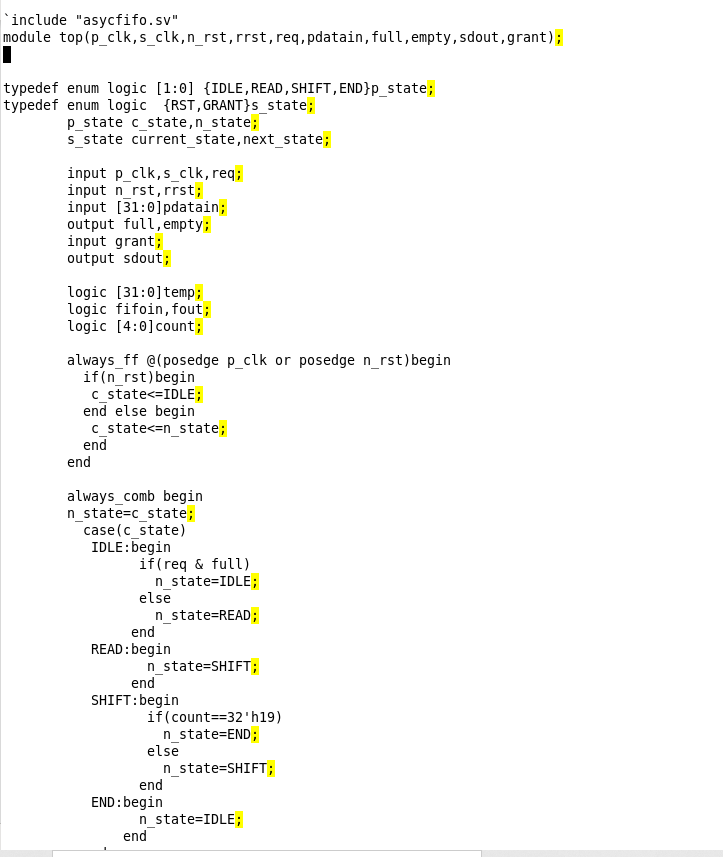 `include "asycfifo.sv"
module top(p_clk,s_clk,n_rst,rrst,req,pdatain,full,empty,sdout,grant);
typedef enum logic [1:0] {IDLE,READ,SHIFT,END}p_state;
typedef enum logic  {RST,GRANT}s_state;
p_state c_state,n_state;
s_state current_state,next_state;
input p_clk,s_clk,req;
input n_rst,rrst;
input [31:0]pdatain;
output full,empty;
input grant;
output sdout;
logic [31:0]temp;
logic fifoin,fout;
logic [4:0]count;
always_ff @(posedge p_clk or posedge n_rst)begin
if(n_rst)begin
c_state<=IDLE;
end else begin
c_state<=n_state;
end
end
always_comb begin
n_state=c_state;
case(c_state)
IDLE:begin
if(req & full)
n_state=IDLE;
else
n_state=READ;
end
READ:begin
n_state=SHIFT;
end
SHIFT:begin
if(count==32'h19)
n_state=END;
else
n_state=SHIFT;
end
END:begin
n_state=IDLE;
end